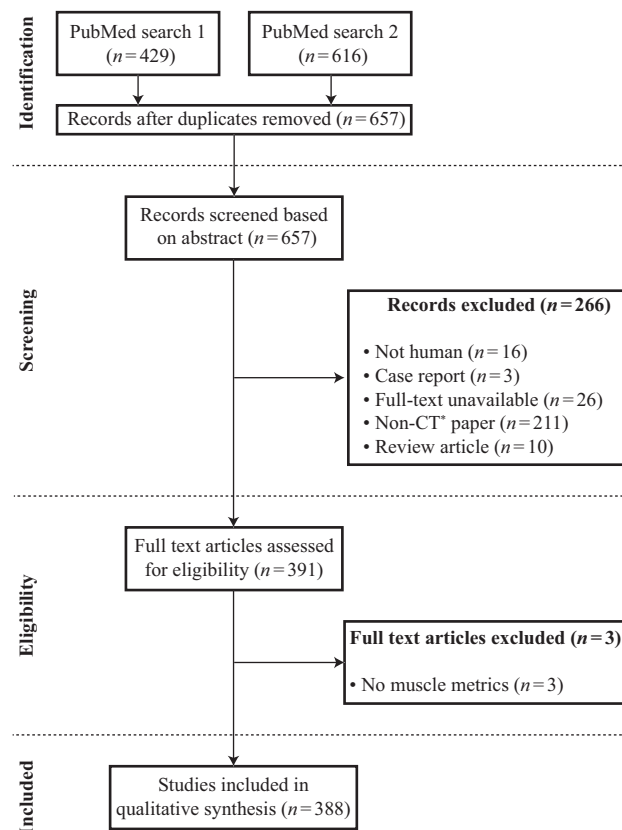 Identification
PubMed search 1
(n=429)
PubMed search 2
(n=616)
Records after duplicates removed (n=657)
Screening
Records screened based
on abstract (n=657)
Records excluded (n=266)
• Not human (n=16)
• Case report (n=3)
• Full-text unavailable (n=26)
• Non-CT* paper (n=211)
• Review article (n=10)
Eligibility
Full text articles assessed
for eligibility (n=391)
Full text articles excluded (n=3)
• No muscle metrics (n=3)
Included
Studies included in
qualitative synthesis (n=388)